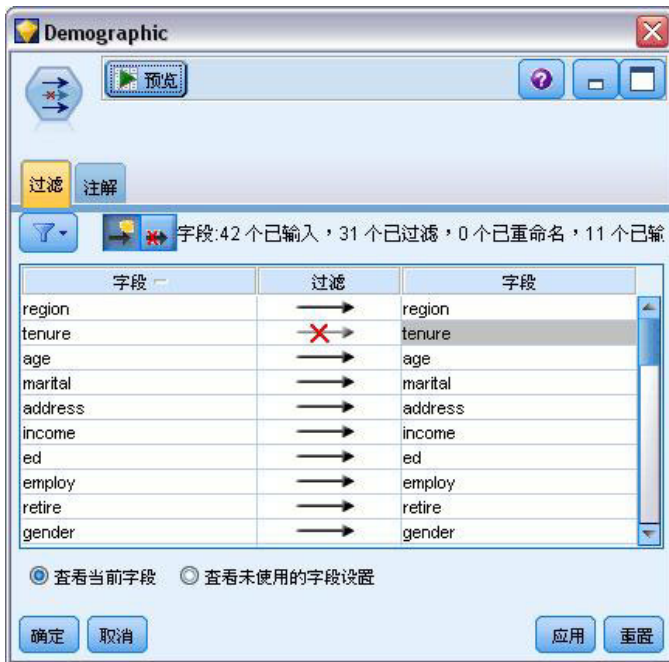 Demographic
预览
过滤 注解
字段:42 个已输入，31 个已过滤，0 个已重命名，11 个已输
字段 过滤 字段
region region
tenure tenure
age age
marital marital
address address
income income
ed ed
employ employ
retire retire
gender gender
查看当前字段 查看未使用的字段设置
确定 取消 应用 重置